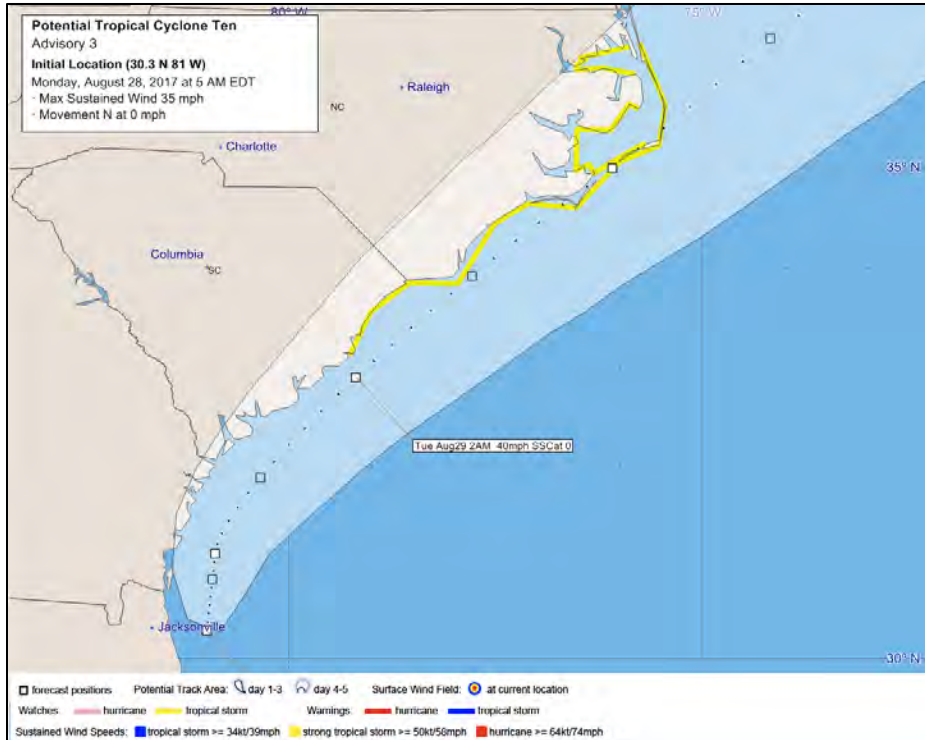 80° W
75° W
Potential Tropical Cyclone Ten
Advisory 3
Initial Location (30.3 N 81 W)
Monday, August 28, 2017 at 5 AM EDT
· Max Sustained Wind 35 mph
· Movement N at 0 mph
Raleigh
NC
Charlotte
35° N
Columbia
SC
Tue Aug29 2AM 40mph SSCat 0
Jacksonville
30° N
forecast positions Potential Track Area: day 1-3 day 4-5 Surface Wind Field: at current location
Watches: hurricane tropical storm Warnings: hurricane tropical storm
Sustained Wind Speeds: tropical storm >= 34kt/39mph strong tropical storm >= 50kt/58mph hurricane >= 64kt/74mph